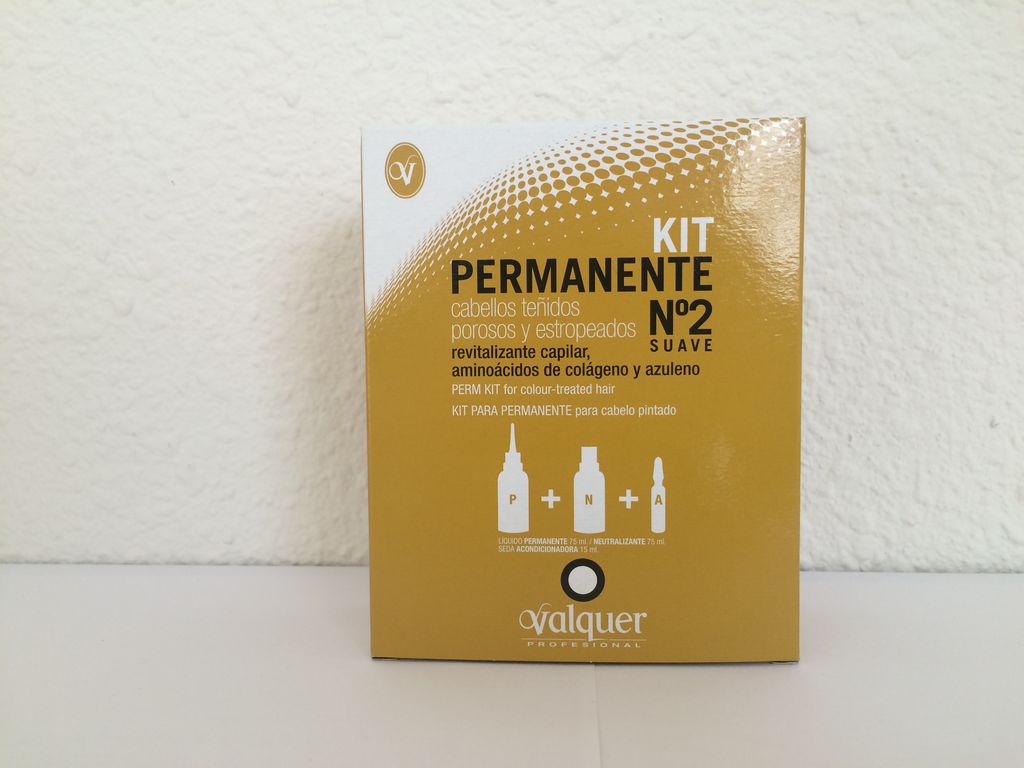 V
KIT
PERMANENTE
cabellos teñidos
porosos y estropeados
Nº2
SUAVE
revitalizante capilar,
aminoácidos de colágeno y azuleno
PERM KIT for colour-treated hair
KIT PARA PERMANENTE para cabelo pintado
P + N + A
LÍQUIDO PERMANENTE 75 ml. / NEUTRALIZANTE 75 ml.
SEDA ACONDICIONADORA 15 ml.
valquer
PROFESIONAL